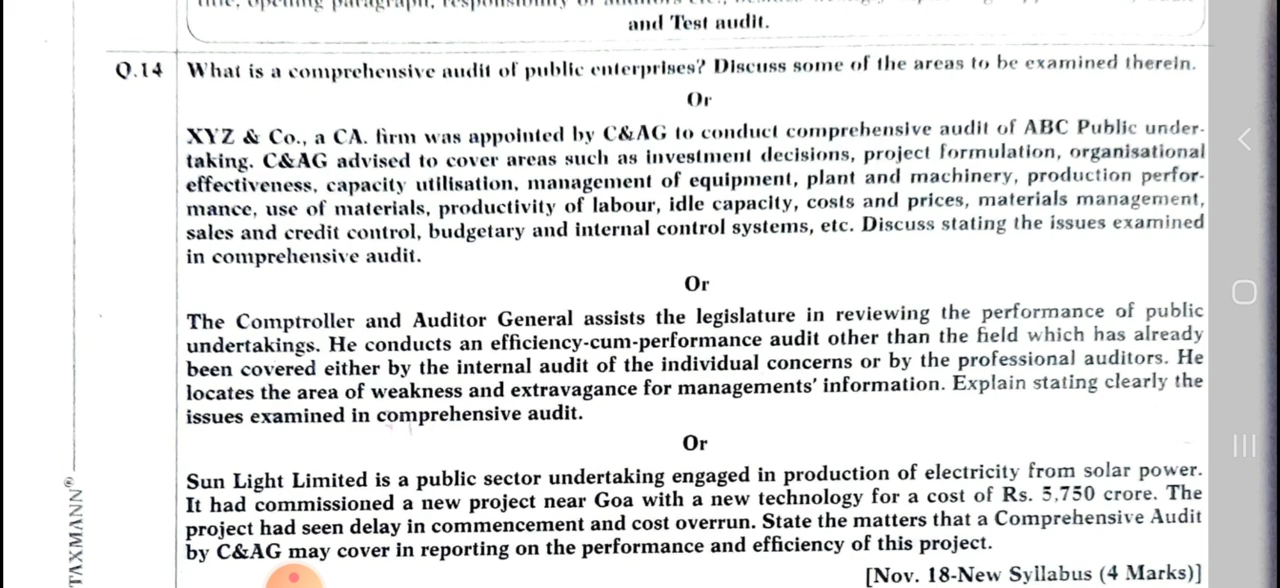 and Test audit.
Q.14 What is a comprehensive audit of public enterprises? Discuss some of the areas to be examined therein.
Or
XYZ & Co., a CA. firm was appointed by C&AG to conduct comprehensive audit of ABC Public under-
taking. C&AG advised to cover areas such as investment decisions, project formulation, organisational
effectiveness, capacity utilisation, management of equipment, plant and machinery, production perfor-
mance, use of materials, productivity of labour, idle capacity, costs and prices, materials management,
sales and credit control, budgetary and internal control systems, etc. Discuss stating the issues examined
in comprehensive audit.
Or
The Comptroller and Auditor General assists the legislature in reviewing the performance of public
undertakings. He conducts an efficiency-cum-performance audit other than the field which has already
been covered either by the internal audit of the individual concerns or by the professional auditors. He
locates the area of weakness and extravagance for managements' information. Explain stating clearly the
issues examined in comprehensive audit.
Or
Sun Light Limited is a public sector undertaking engaged in production of electricity from solar power.
It had commissioned a new project near Goa with a new technology for a cost of Rs. 5,750 crore. The
project had seen delay in commencement and cost overrun. State the matters that a Comprehensive Audit
by C&AG may cover in reporting on the performance and efficiency of this project.
[Nov. 18-New Syllabus (4 Marks)]
TAXMANN®